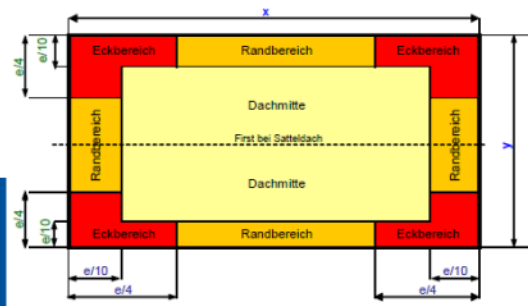 x
Eckbereich
Randbereich
Eckbereich
e/10
e/4
Dachmitte
First bei Satteldach
Randbereich
Randbereich
y
Dachmitte
e/4
e/10
Eckbereich
Randbereich
Eckbereich
e/10
e/10
e/4
e/4